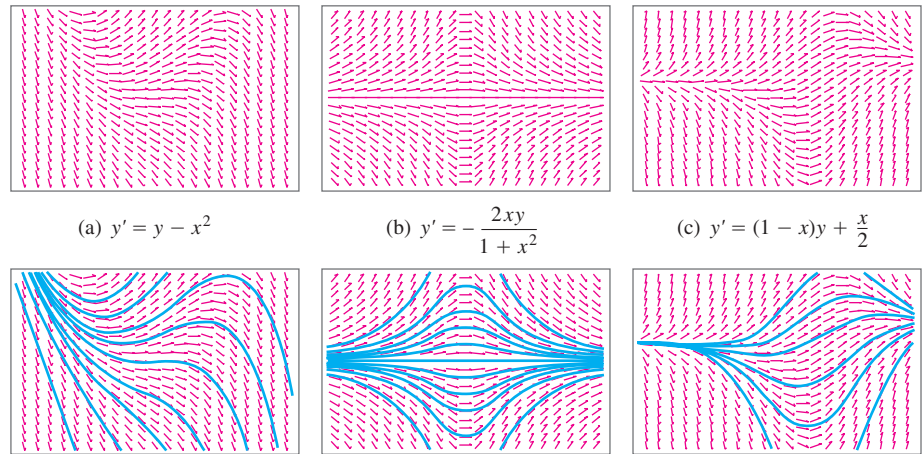 (a) y′ = y − x²
(b) y′ = - 2xy / (1 + x²)
(c) y′ = (1 − x)y + x/2